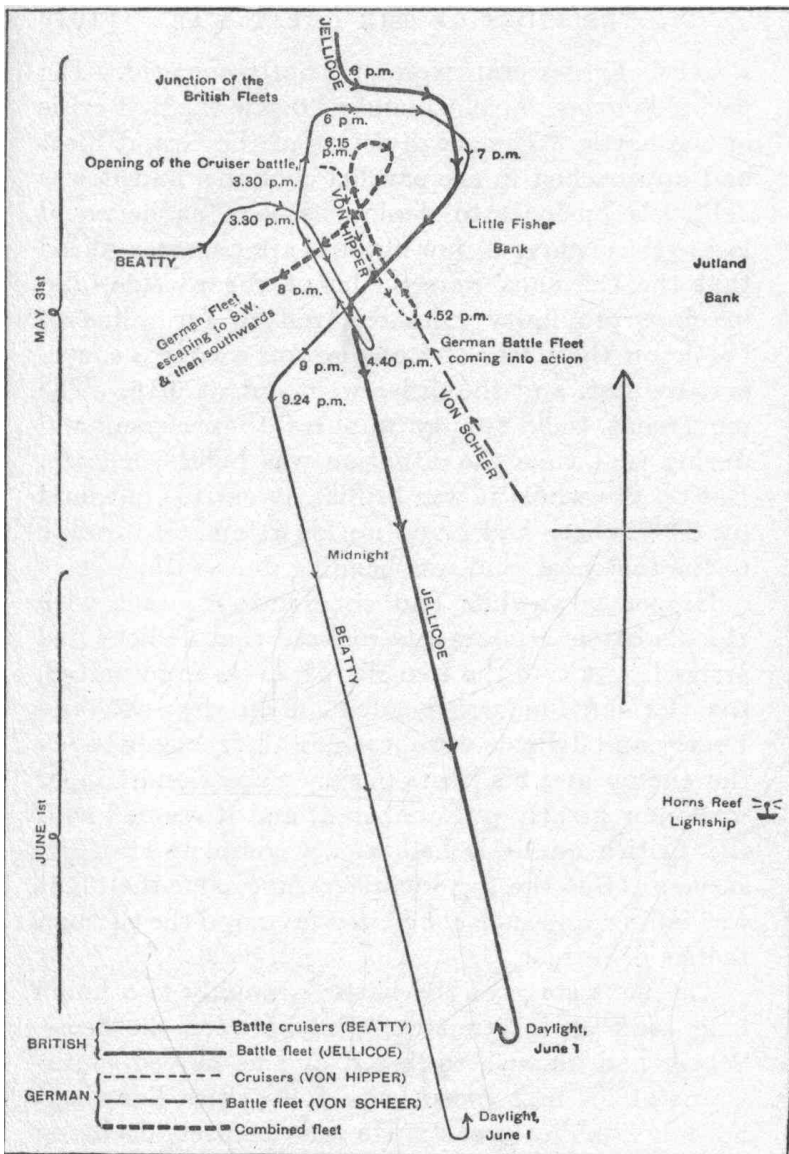 JELLICOE
6 p.m.
Junction of the
British Fleets
6 p m.
6.15
p.m.
7 p.m.
Opening of the Cruiser battle,
3.30 p.m.
3.30 p.m.
VON HIPPER
Little Fisher
Bank
BEATTY
Jutland
Bank
MAY 31st
8 p.m.
German Fleet
escaping to S.W.
& then southwards
4.52 p.m.
German Battle Fleet
coming into action
9 p.m.
4.40 p.m.
9.24 p.m.
VON SCHEER
Midnight
BEATTY
JELLICOE
JUNE 1st
Horns Reef
Lightship
Daylight,
June 1
Daylight,
June 1
BRITISH
Battle cruisers (BEATTY)
Battle fleet (JELLICOE)
GERMAN
Cruisers (VON HIPPER)
Battle fleet (VON SCHEER)
Combined fleet